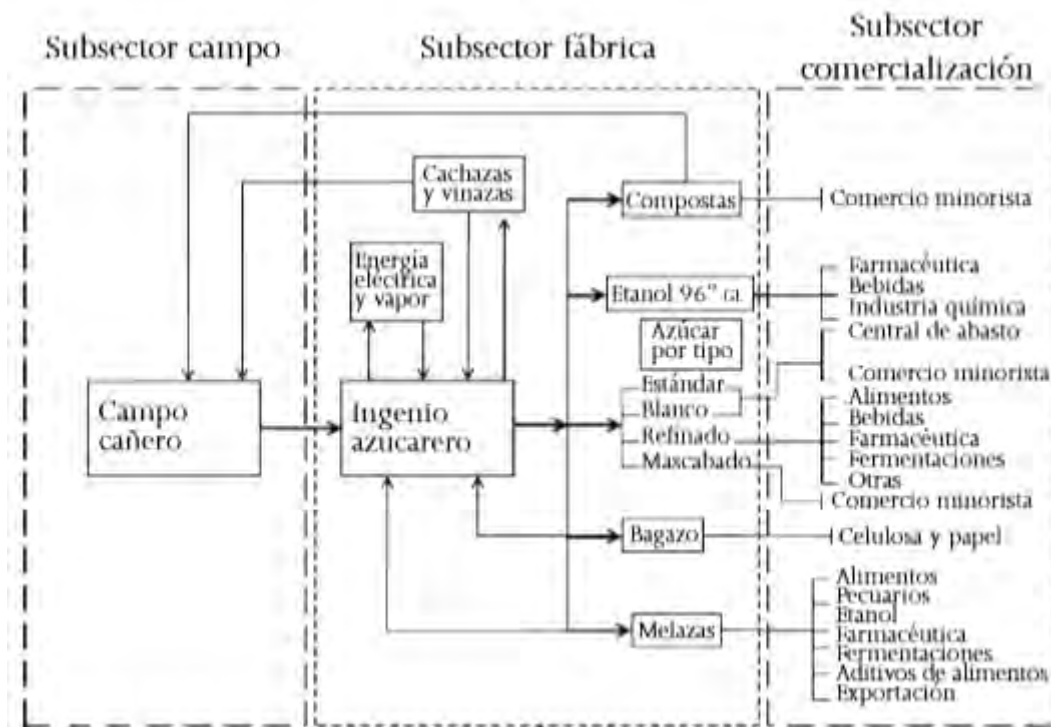 Subsector campo
Subsector fábrica
Subsector
comercialización
Cachazas
y vinazas
Compostas
Comercio minorista
Energía
eléctrica
y vapor
Etanol 96° GL
Farmacéutica
Bebidas
Industria química
Azúcar
por tipo
Central de abasto
Comercio minorista
Campo
cañero
Ingenio
azucarero
Estándar
Blanco
Refinado
Mascabado
Alimentos
Bebidas
Farmacéutica
Fermentaciones
Otras
Comercio minorista
Bagazo
Celulosa y papel
Melazas
Alimentos
Pecuarios
Etanol
Farmacéutica
Fermentaciones
Aditivos de alimentos
Exportación